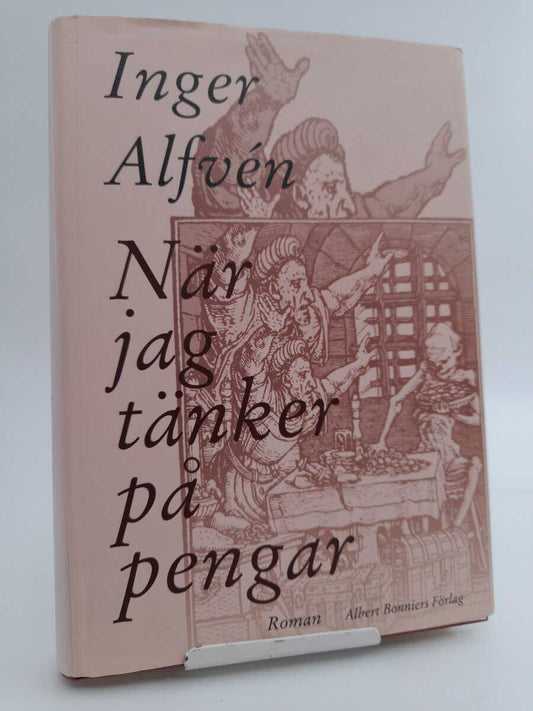 Inger
Alfvén
När
jag
tänker
på
pengar
Roman
Albert Bonniers Förlag